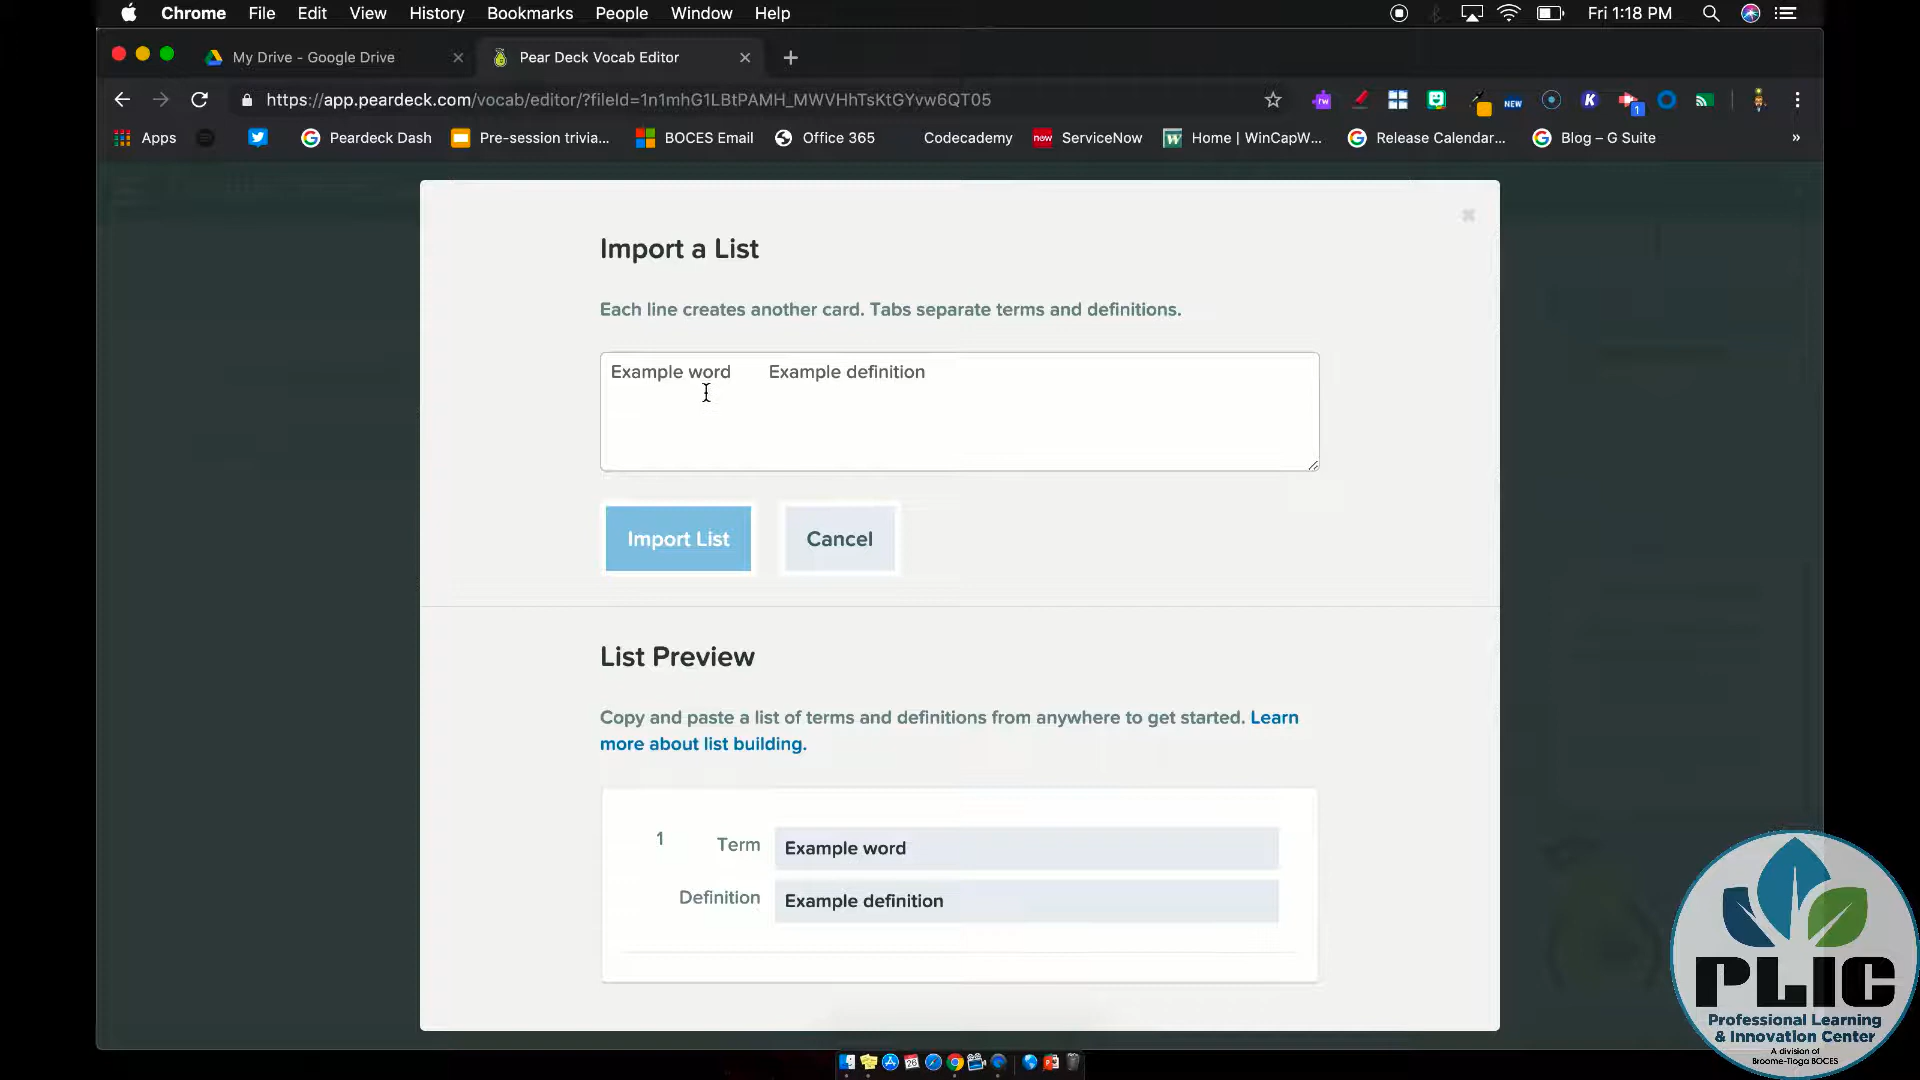 Chrome File Edit View History Bookmarks People Window Help Fri 1:18 PM
My Drive - Google Drive Pear Deck Vocab Editor
https://app.peardeck.com/vocab/editor/?fileId=1n1mhG1LBtPAMH_MWVHhTsKtGYvw6QT05
rw NEW K 1
Apps Peardeck Dash Pre-session trivia... BOCES Email Office 365 Codecademy now ServiceNow Home | WinCapW... Release Calendar... Blog – G Suite »
Import a List
Each line creates another card. Tabs separate terms and definitions.
Example word Example definition
Import List Cancel
List Preview
Copy and paste a list of terms and definitions from anywhere to get started. Learn
more about list building.
1 Term Example word
Definition Example definition
PLIC
Professional Learning
& Innovation Center
A division of
Broome-Tioga BOCES